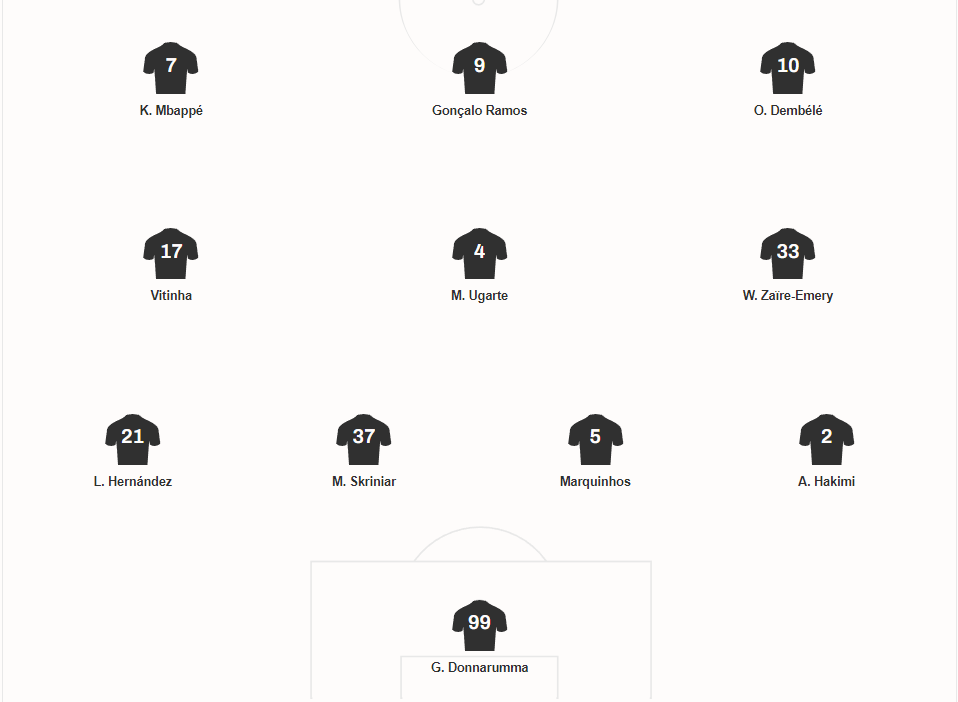 7 9 10
K. Mbappé Gonçalo Ramos O. Dembélé
17 4 33
Vitinha M. Ugarte W. Zaïre-Emery
21 37 5 2
L. Hernández M. Skriniar Marquinhos A. Hakimi
99
G. Donnarumma